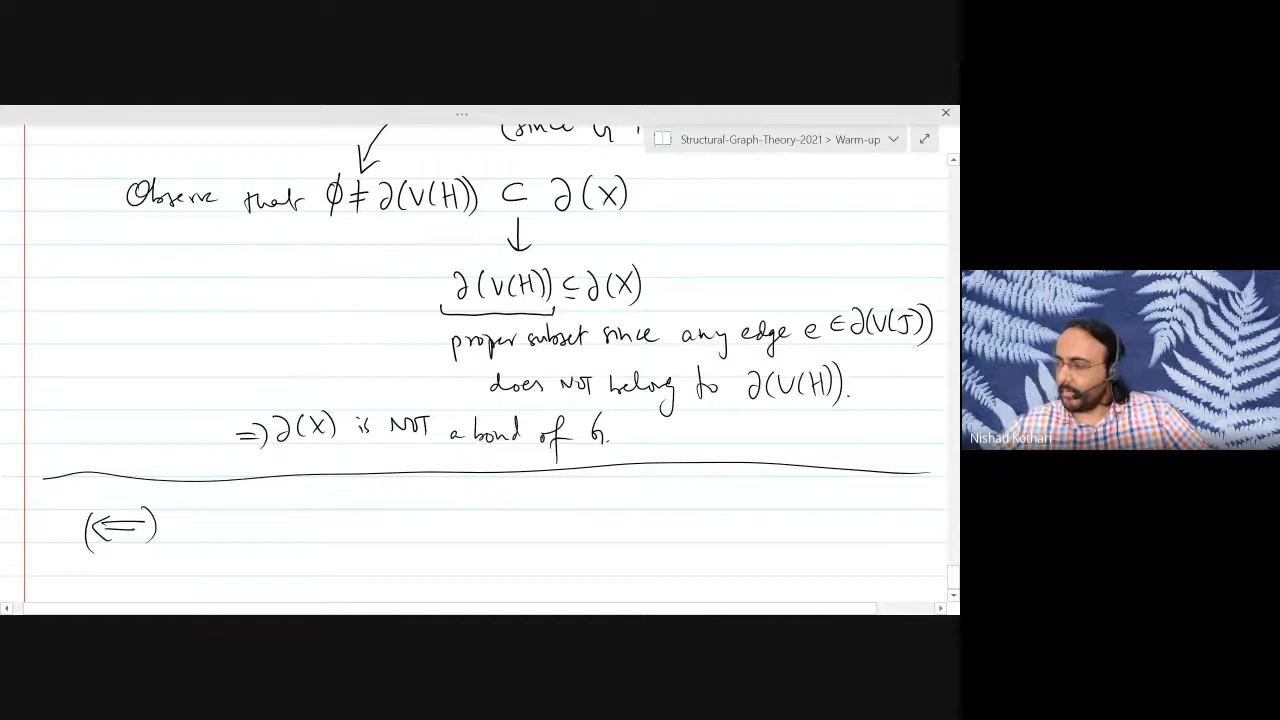 (since G
Structural-Graph-Theory-2021 > Warm-up
Observe that ∅ ≠ ∂(V(H)) ⊂ ∂(X)
∂(V(H)) ⊆ ∂(X)
proper subset since any edge e ∈ ∂(V(J))
does NOT belong to ∂(V(H)).
⇒ ∂(X) is NOT a bond of G.
(⇐)
Nishad Kothari